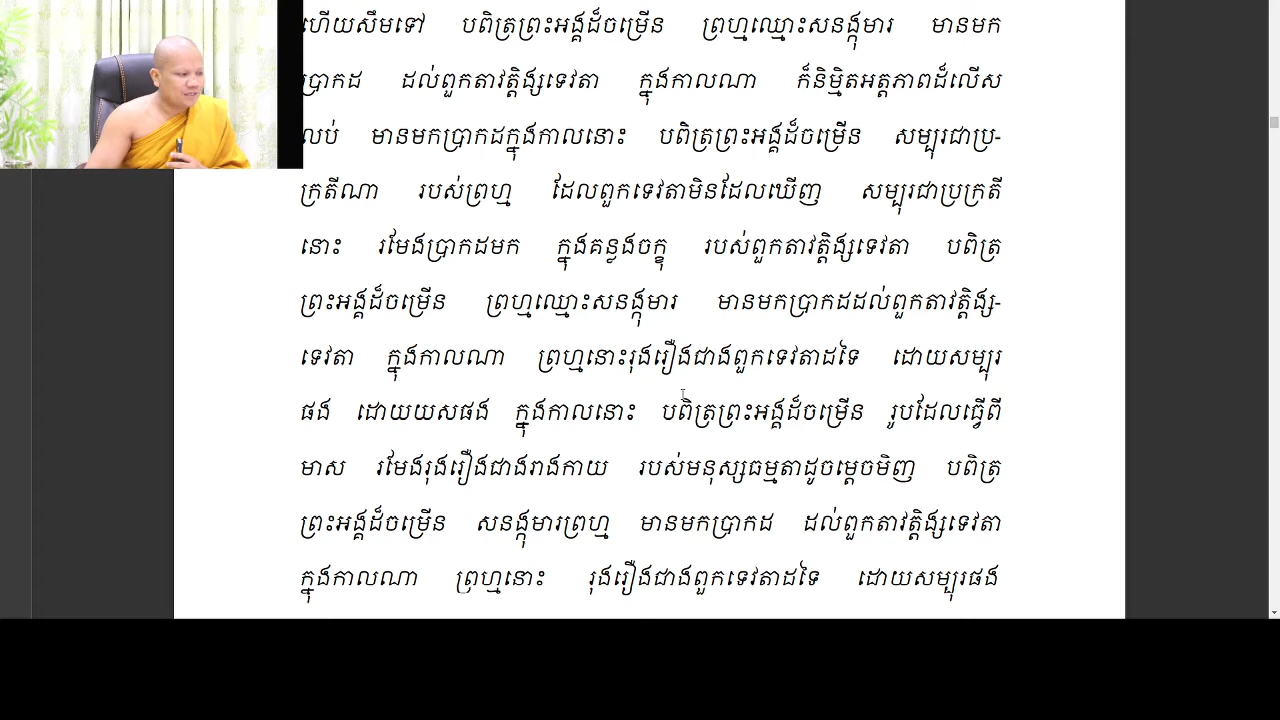 ហើយសឹមទៅ បពិត្រព្រះអង្គដ៏ចម្រើន ព្រហ្មឈ្មោះសនង្កុមារ មានមក
ប្រាកដ ដល់ពួកតាវត្តិង្សទេវតា ក្នុងកាលណា ក៏និម្មិតអត្តភាពដ៏លើស
លប់ មានមកប្រាកដក្នុងកាលនោះ បពិត្រព្រះអង្គដ៏ចម្រើន សម្បុរជាប្រ-
ក្រតីណា របស់ព្រហ្ម ដែលពួកទេវតាមិនដែលឃើញ សម្បុរជាប្រក្រតី
នោះ រមែងប្រាកដមក ក្នុងគន្លងចក្ខុ របស់ពួកតាវត្តិង្សទេវតា បពិត្រ
ព្រះអង្គដ៏ចម្រើន ព្រហ្មឈ្មោះសនង្កុមារ មានមកប្រាកដដល់ពួកតាវត្តិង្ស-
ទេវតា ក្នុងកាលណា ព្រហ្មនោះរុងរឿងជាងពួកទេវតាដទៃ ដោយសម្បុរ
ផង ដោយយសផង ក្នុងកាលនោះ បពិត្រព្រះអង្គដ៏ចម្រើន រូបដែលធ្វើពី
មាស រមែងរុងរឿងជាងរាងកាយ របស់មនុស្សធម្មតាដូចម្តេចមិញ បពិត្រ
ព្រះអង្គដ៏ចម្រើន សនង្កុមារព្រហ្ម មានមកប្រាកដ ដល់ពួកតាវត្តិង្សទេវតា
ក្នុងកាលណា ព្រហ្មនោះ រុងរឿងជាងពួកទេវតាដទៃ ដោយសម្បុរផង